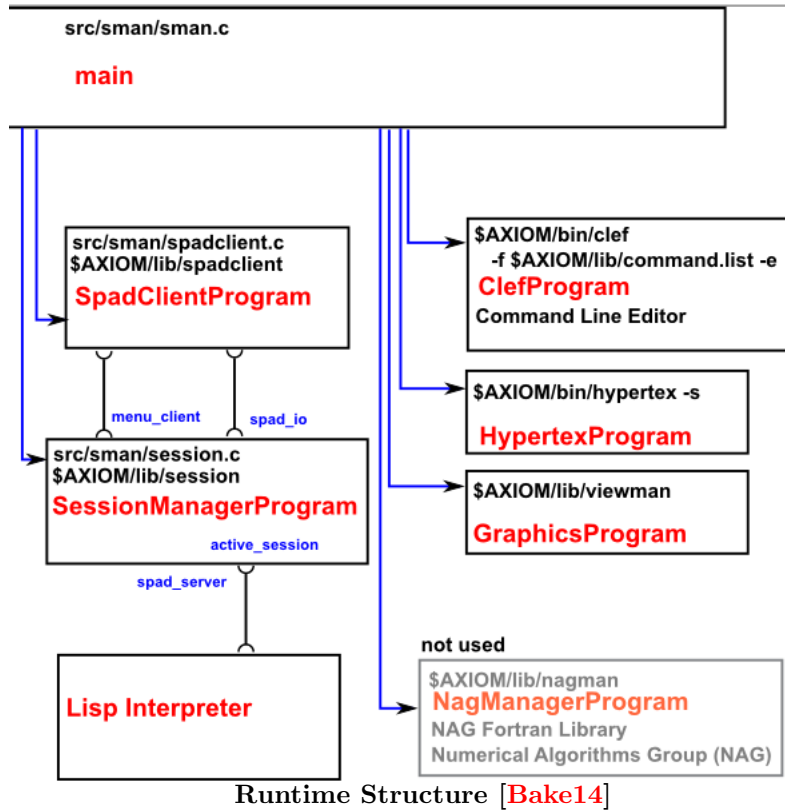 src/sman/sman.c
main
src/sman/spadclient.c
$AXIOM/lib/spadclient
SpadClientProgram
menu_client
spad_io
src/sman/session.c
$AXIOM/lib/session
SessionManagerProgram
active_session
spad_server
Lisp Interpreter
$AXIOM/bin/clef
-f $AXIOM/lib/command.list -e
ClefProgram
Command Line Editor
$AXIOM/bin/hypertex -s
HypertexProgram
$AXIOM/lib/viewman
GraphicsProgram
not used
$AXIOM/lib/nagman
NagManagerProgram
NAG Fortran Library
Numerical Algorithms Group (NAG)
Runtime Structure [Bake14]